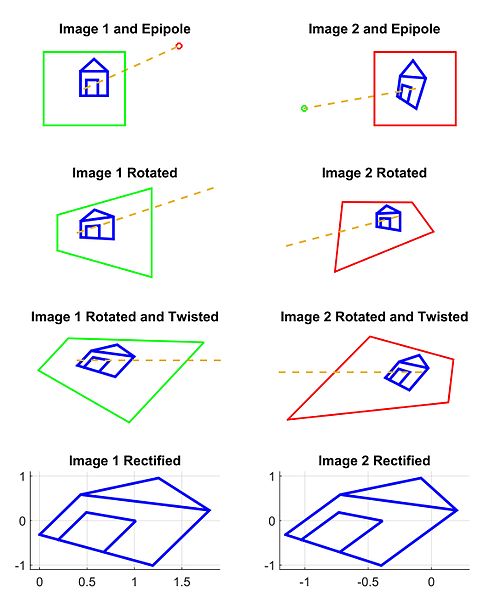 Image 1 and Epipole
Image 2 and Epipole
Image 1 Rotated
Image 2 Rotated
Image 1 Rotated and Twisted
Image 2 Rotated and Twisted
Image 1 Rectified
Image 2 Rectified
1
0
-1
0
0.5
1
1.5
1
0
-1
-1
-0.5
0